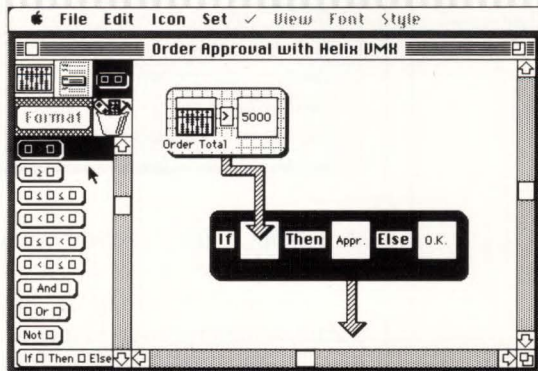 File Edit Icon Set ✓ View Font Style
Order Approval with Helix VMX
Format
> 5000
Order Total
□ □
□ ≥ □
□ ≤ □ ≤ □
□ < □ < □
□ ≤ □ < □
□ < □ ≤ □
□ And □
□ Or □
Not □
If □ Then □ Else
If Then Appr. Else O.K.